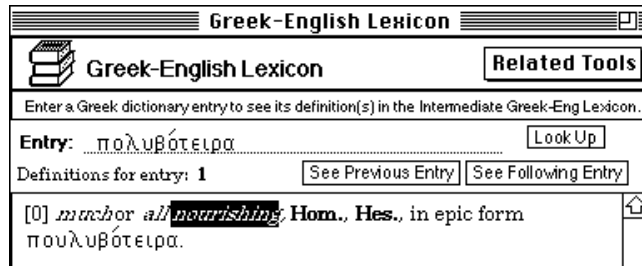 Greek-English Lexicon
Greek-English Lexicon
Related Tools
Enter a Greek dictionary entry to see its definition(s) in the Intermediate Greek-Eng Lexicon.
Entry: πολυβότειρα Look Up
Definitions for entry: 1 See Previous Entry See Following Entry
[0] much or all nourishing, Hom., Hes., in epic form
πουλυβότειρα.